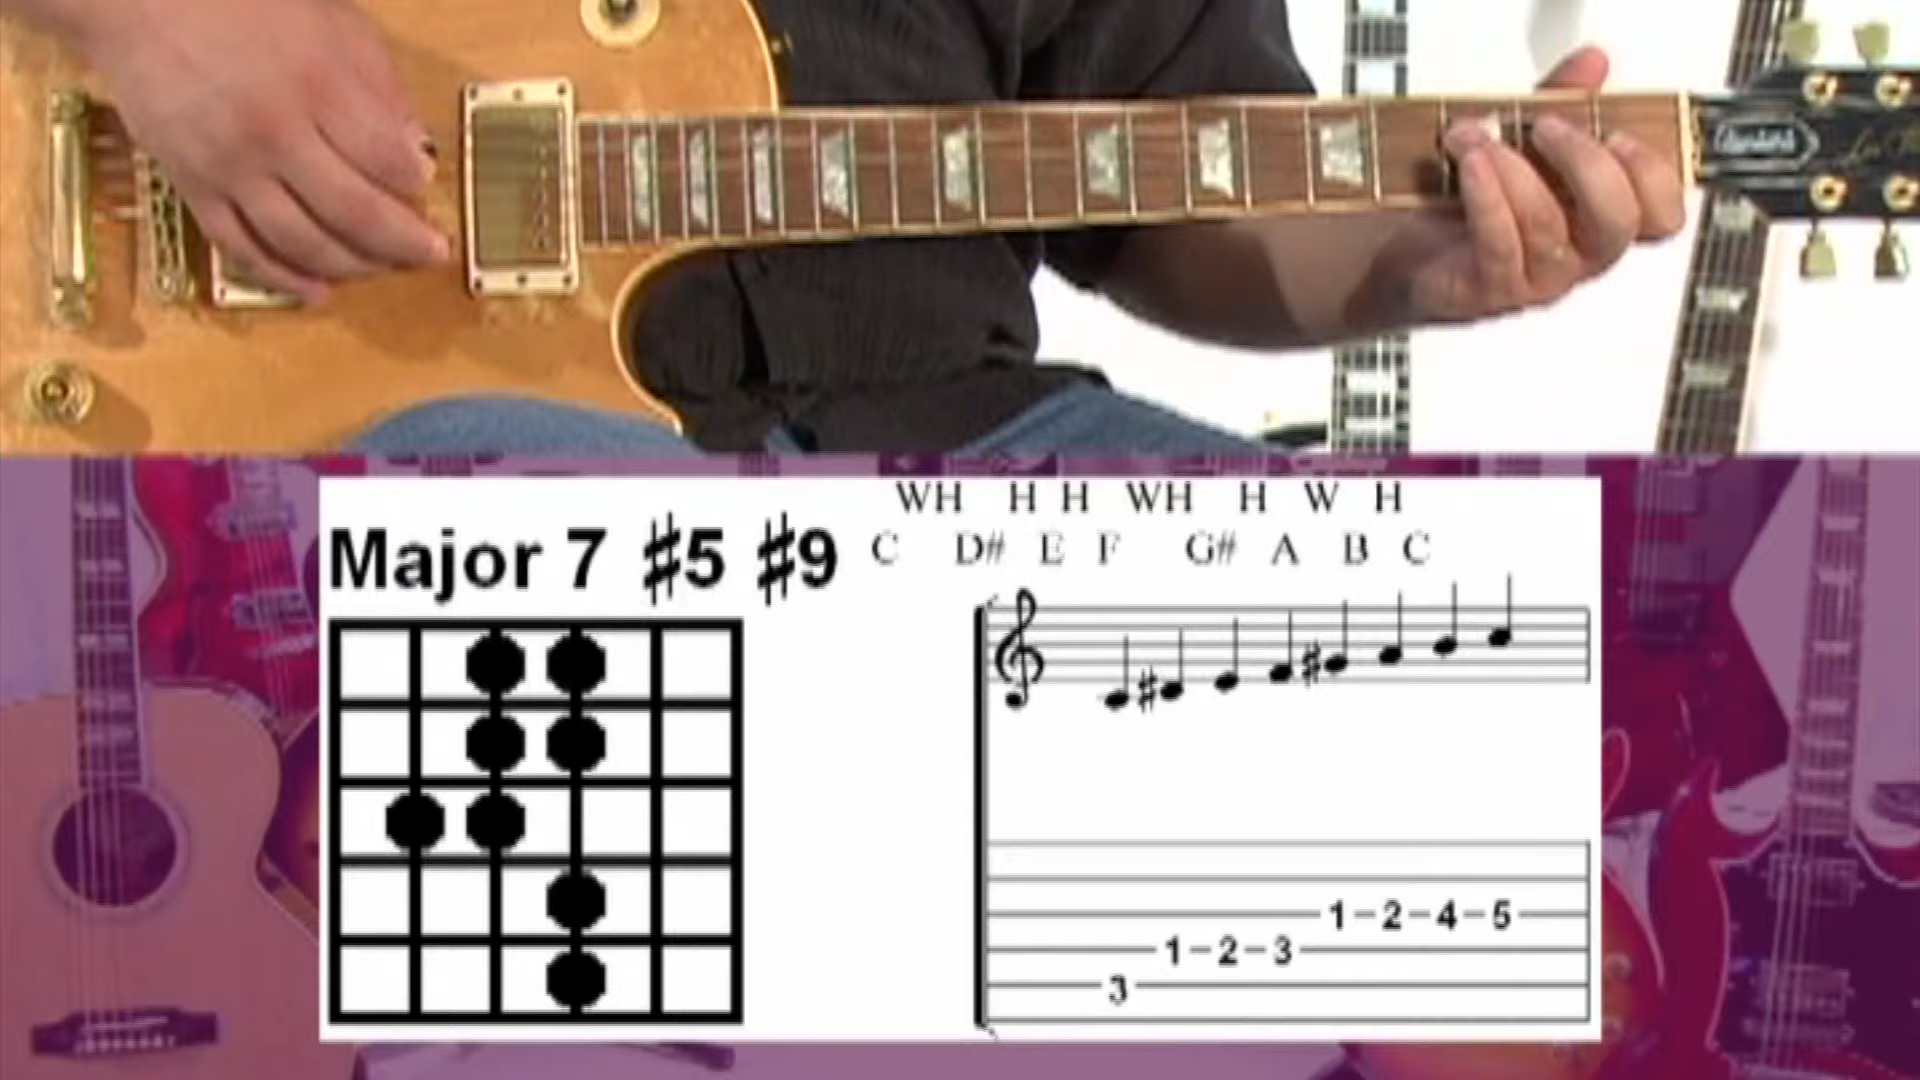 WH H H WH H W H
Major 7 ♯5 ♯9
C D# E F G# A B C
1-2-4-5
1-2-3
3